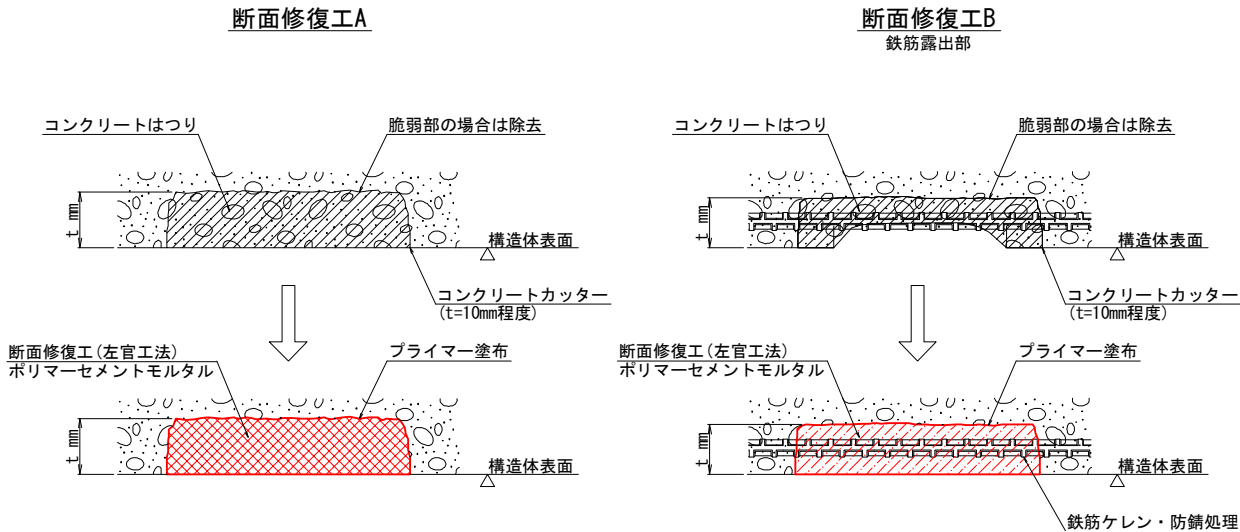 断面修復工A
コンクリートはつり
脆弱部の場合は除去
t mm
構造体表面
コンクリートカッター
(t=10mm程度)
断面修復工(左官工法)
ポリマーセメントモルタル
プライマー塗布
t mm
構造体表面
断面修復工B
鉄筋露出部
コンクリートはつり
脆弱部の場合は除去
t mm
構造体表面
コンクリートカッター
(t=10mm程度)
断面修復工(左官工法)
ポリマーセメントモルタル
プライマー塗布
t mm
構造体表面
鉄筋ケレン・防錆処理